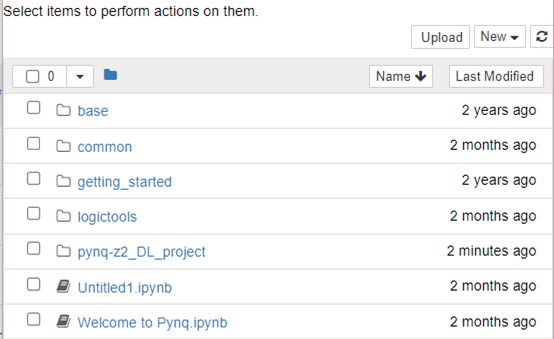 Select items to perform actions on them.
Upload New
0 Name Last Modified
base 2 years ago
common 2 months ago
getting_started 2 years ago
logictools 2 months ago
pynq-z2_DL_project 2 minutes ago
Untitled1.ipynb 2 months ago
Welcome to Pynq.ipynb 2 months ago